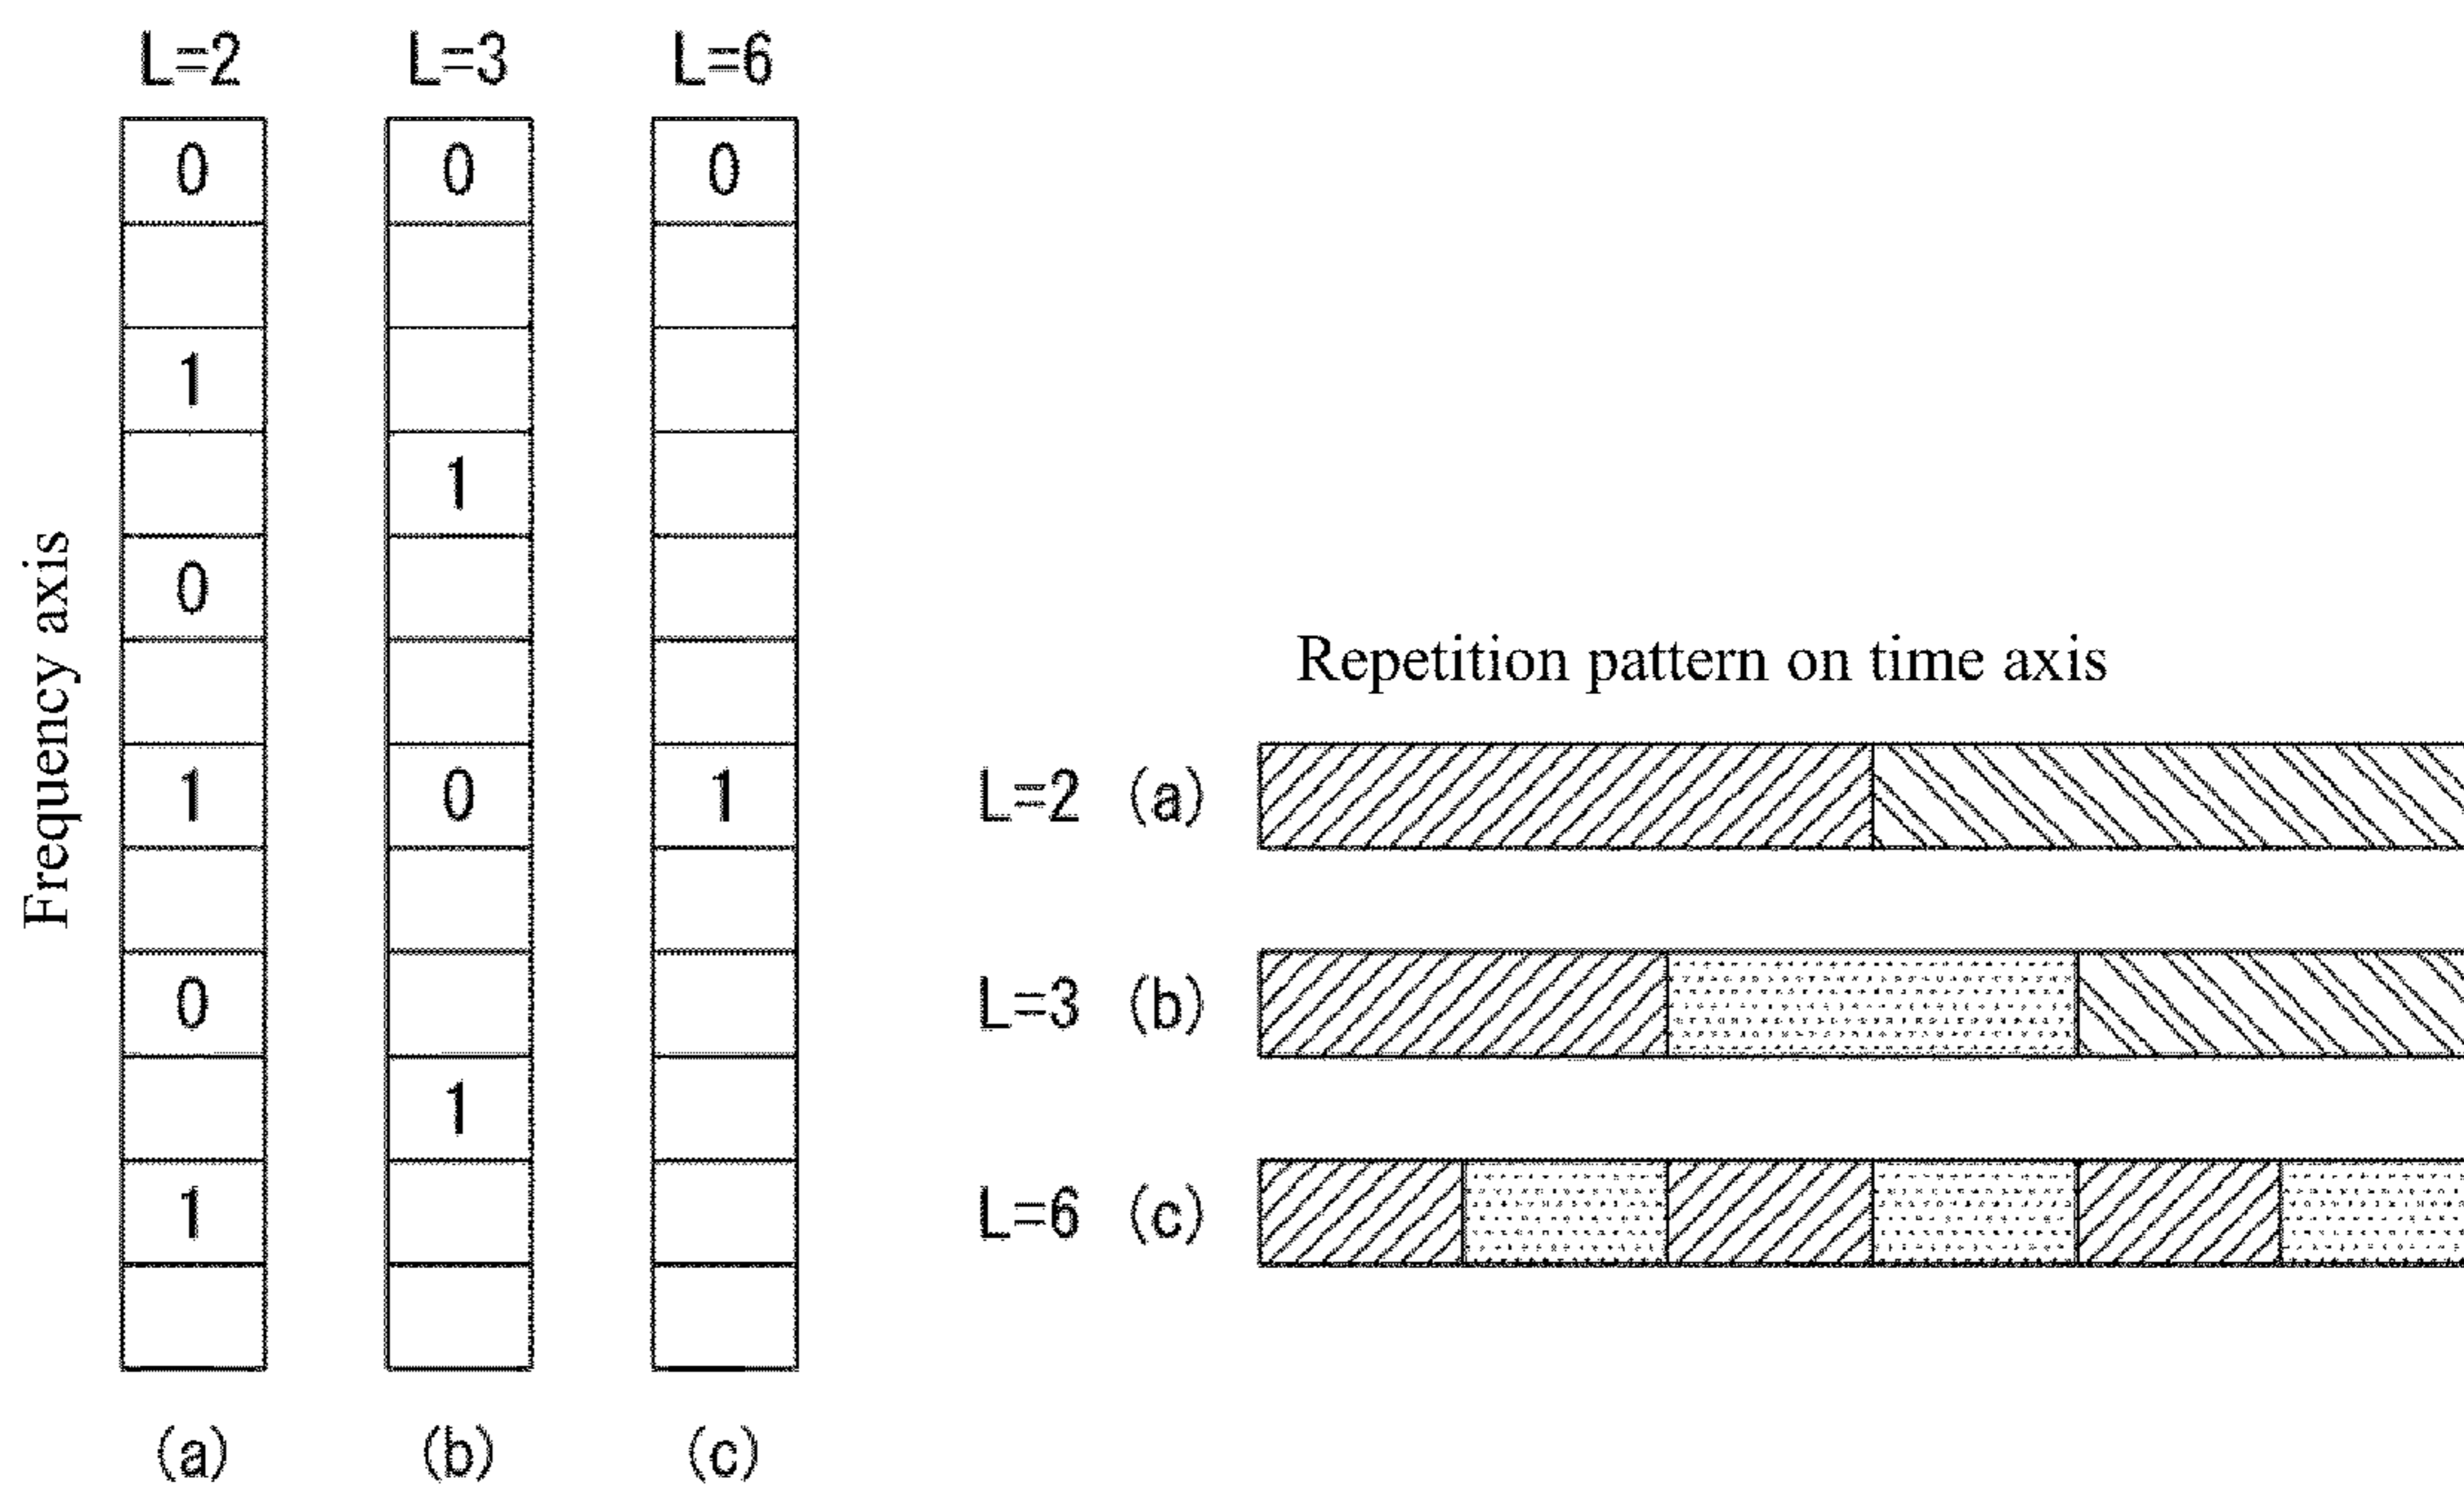 L=2 L=3 L=6
0 0 0
1
1
0
1 0 1
0
1
1
(a) (b) (c)
Frequency axis
Repetition pattern on time axis
L=2 (a)
L=3 (b)
L=6 (c)